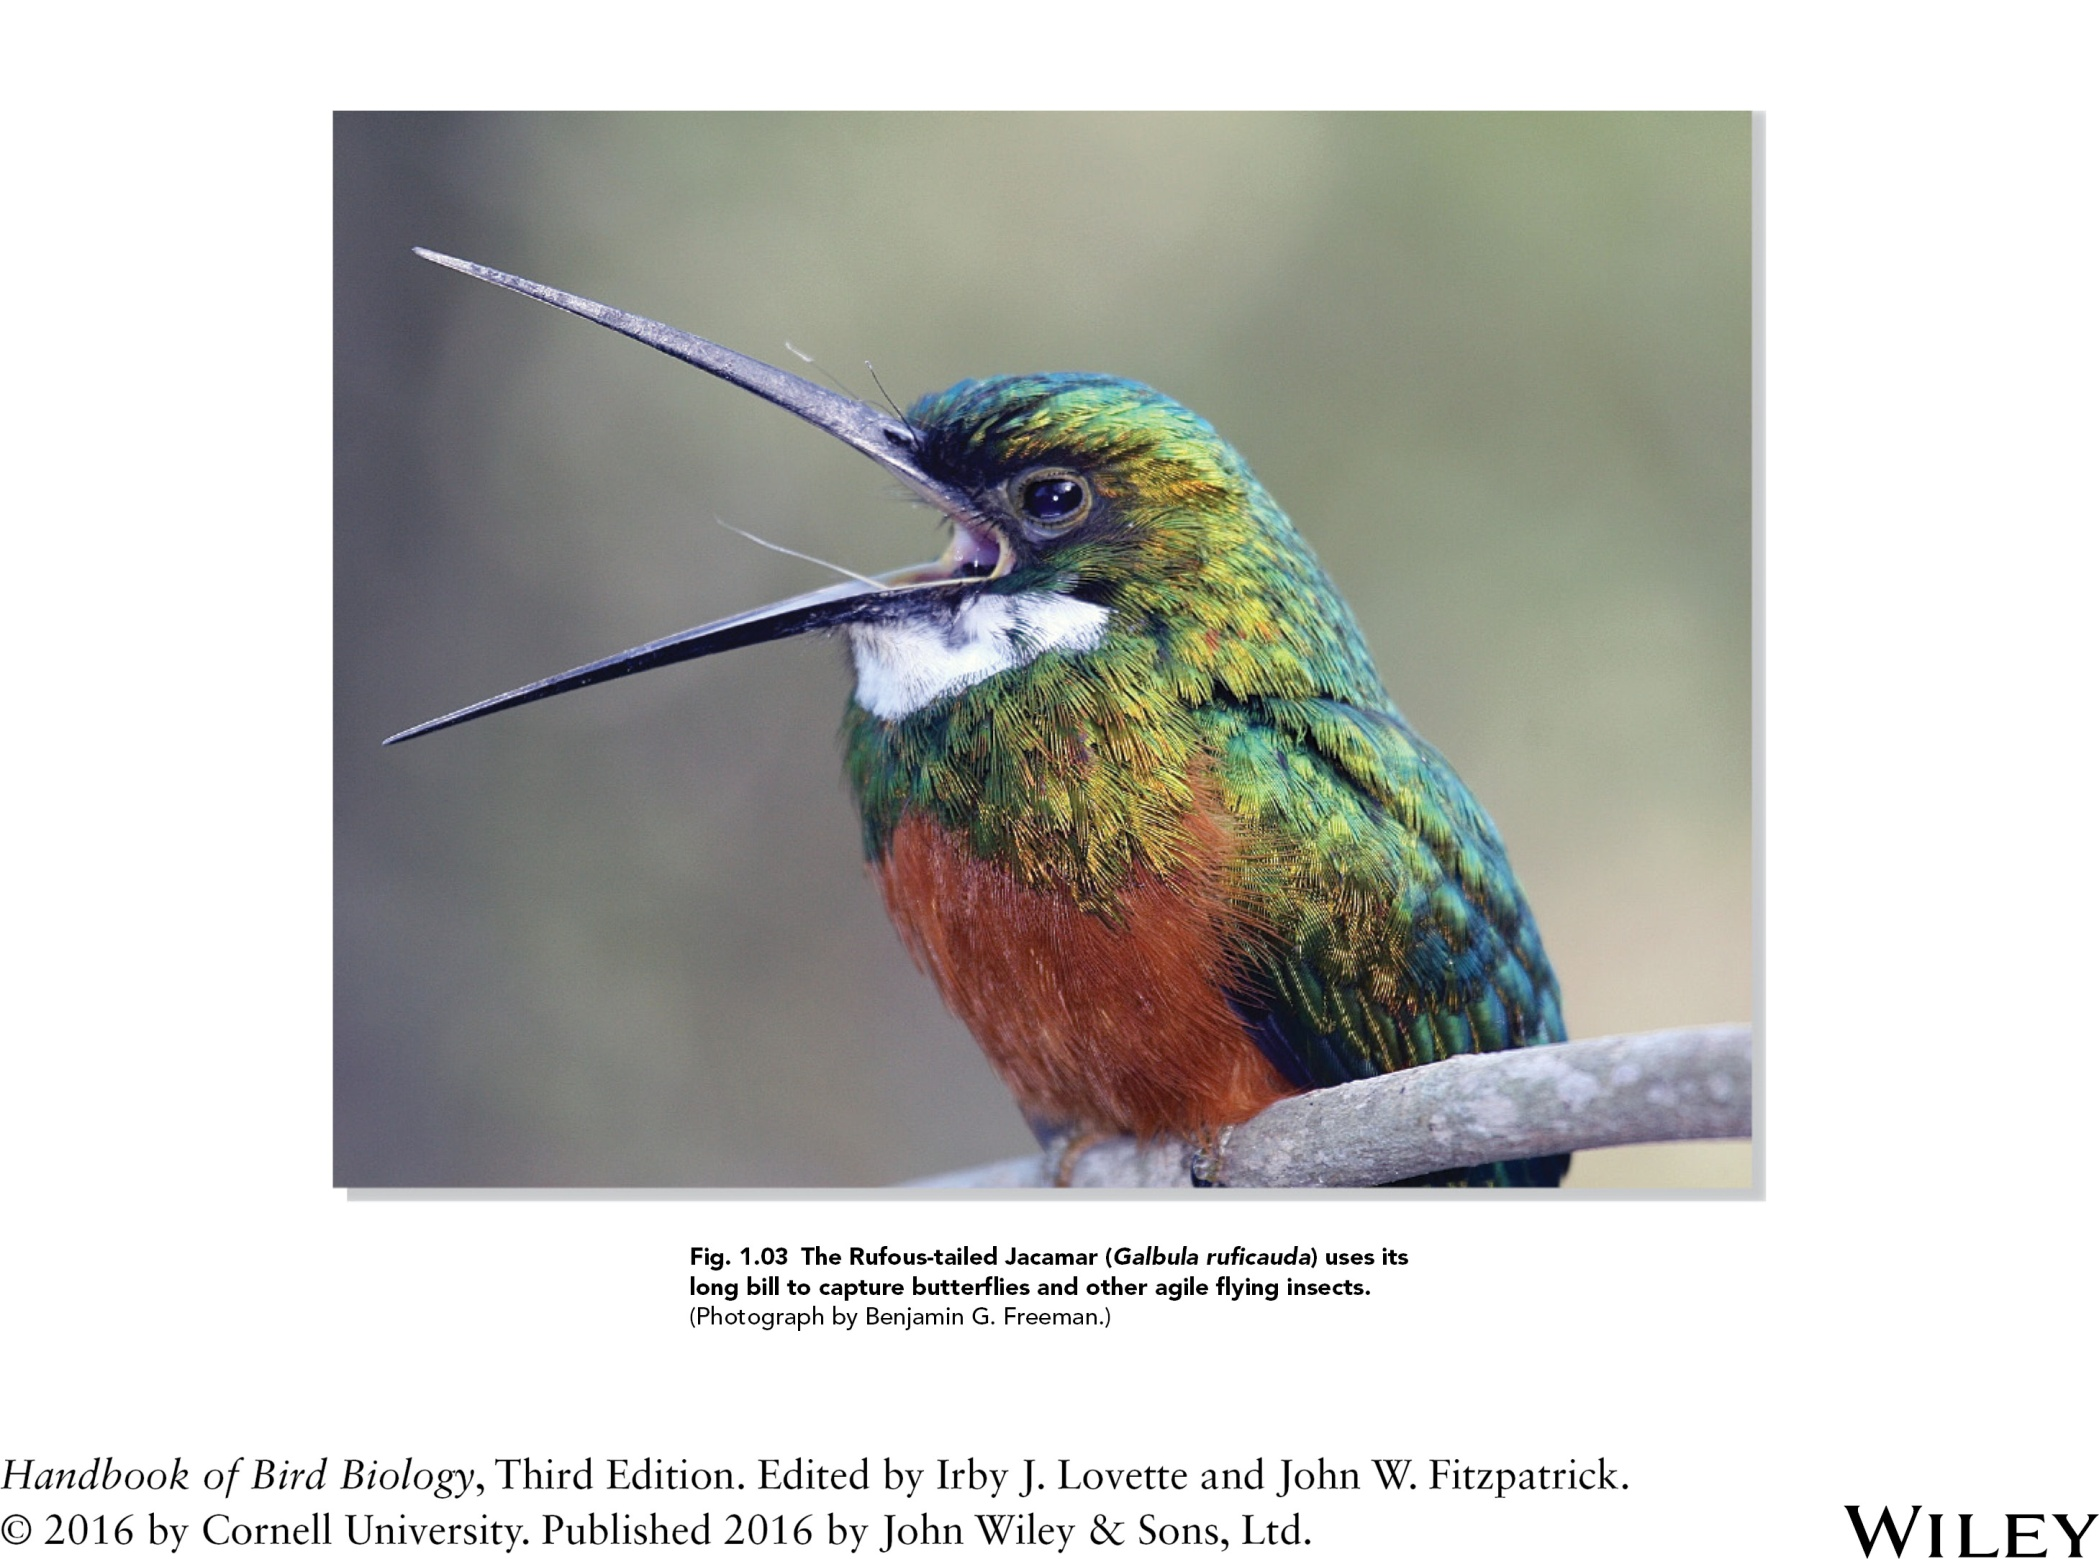 Fig. 1.03 The Rufous-tailed Jacamar (Galbula ruficauda) uses its
long bill to capture butterflies and other agile flying insects.
(Photograph by Benjamin G. Freeman.)
Handbook of Bird Biology, Third Edition. Edited by Irby J. Lovette and John W. Fitzpatrick.
© 2016 by Cornell University. Published 2016 by John Wiley & Sons, Ltd.
WILEY